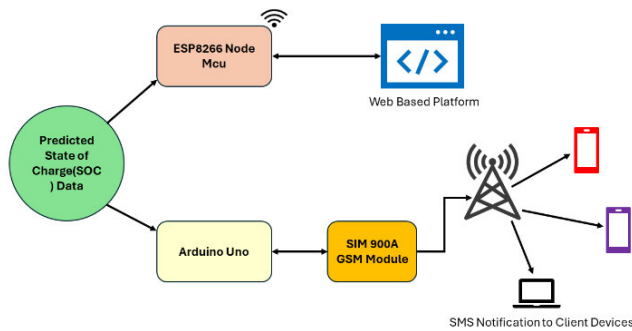 ESP8266 Node
Mcu
</>
Web Based Platform
Predicted
State of
Charge(SOC
) Data
Arduino Uno
SIM 900A
GSM Module
SMS Notification to Client Devices